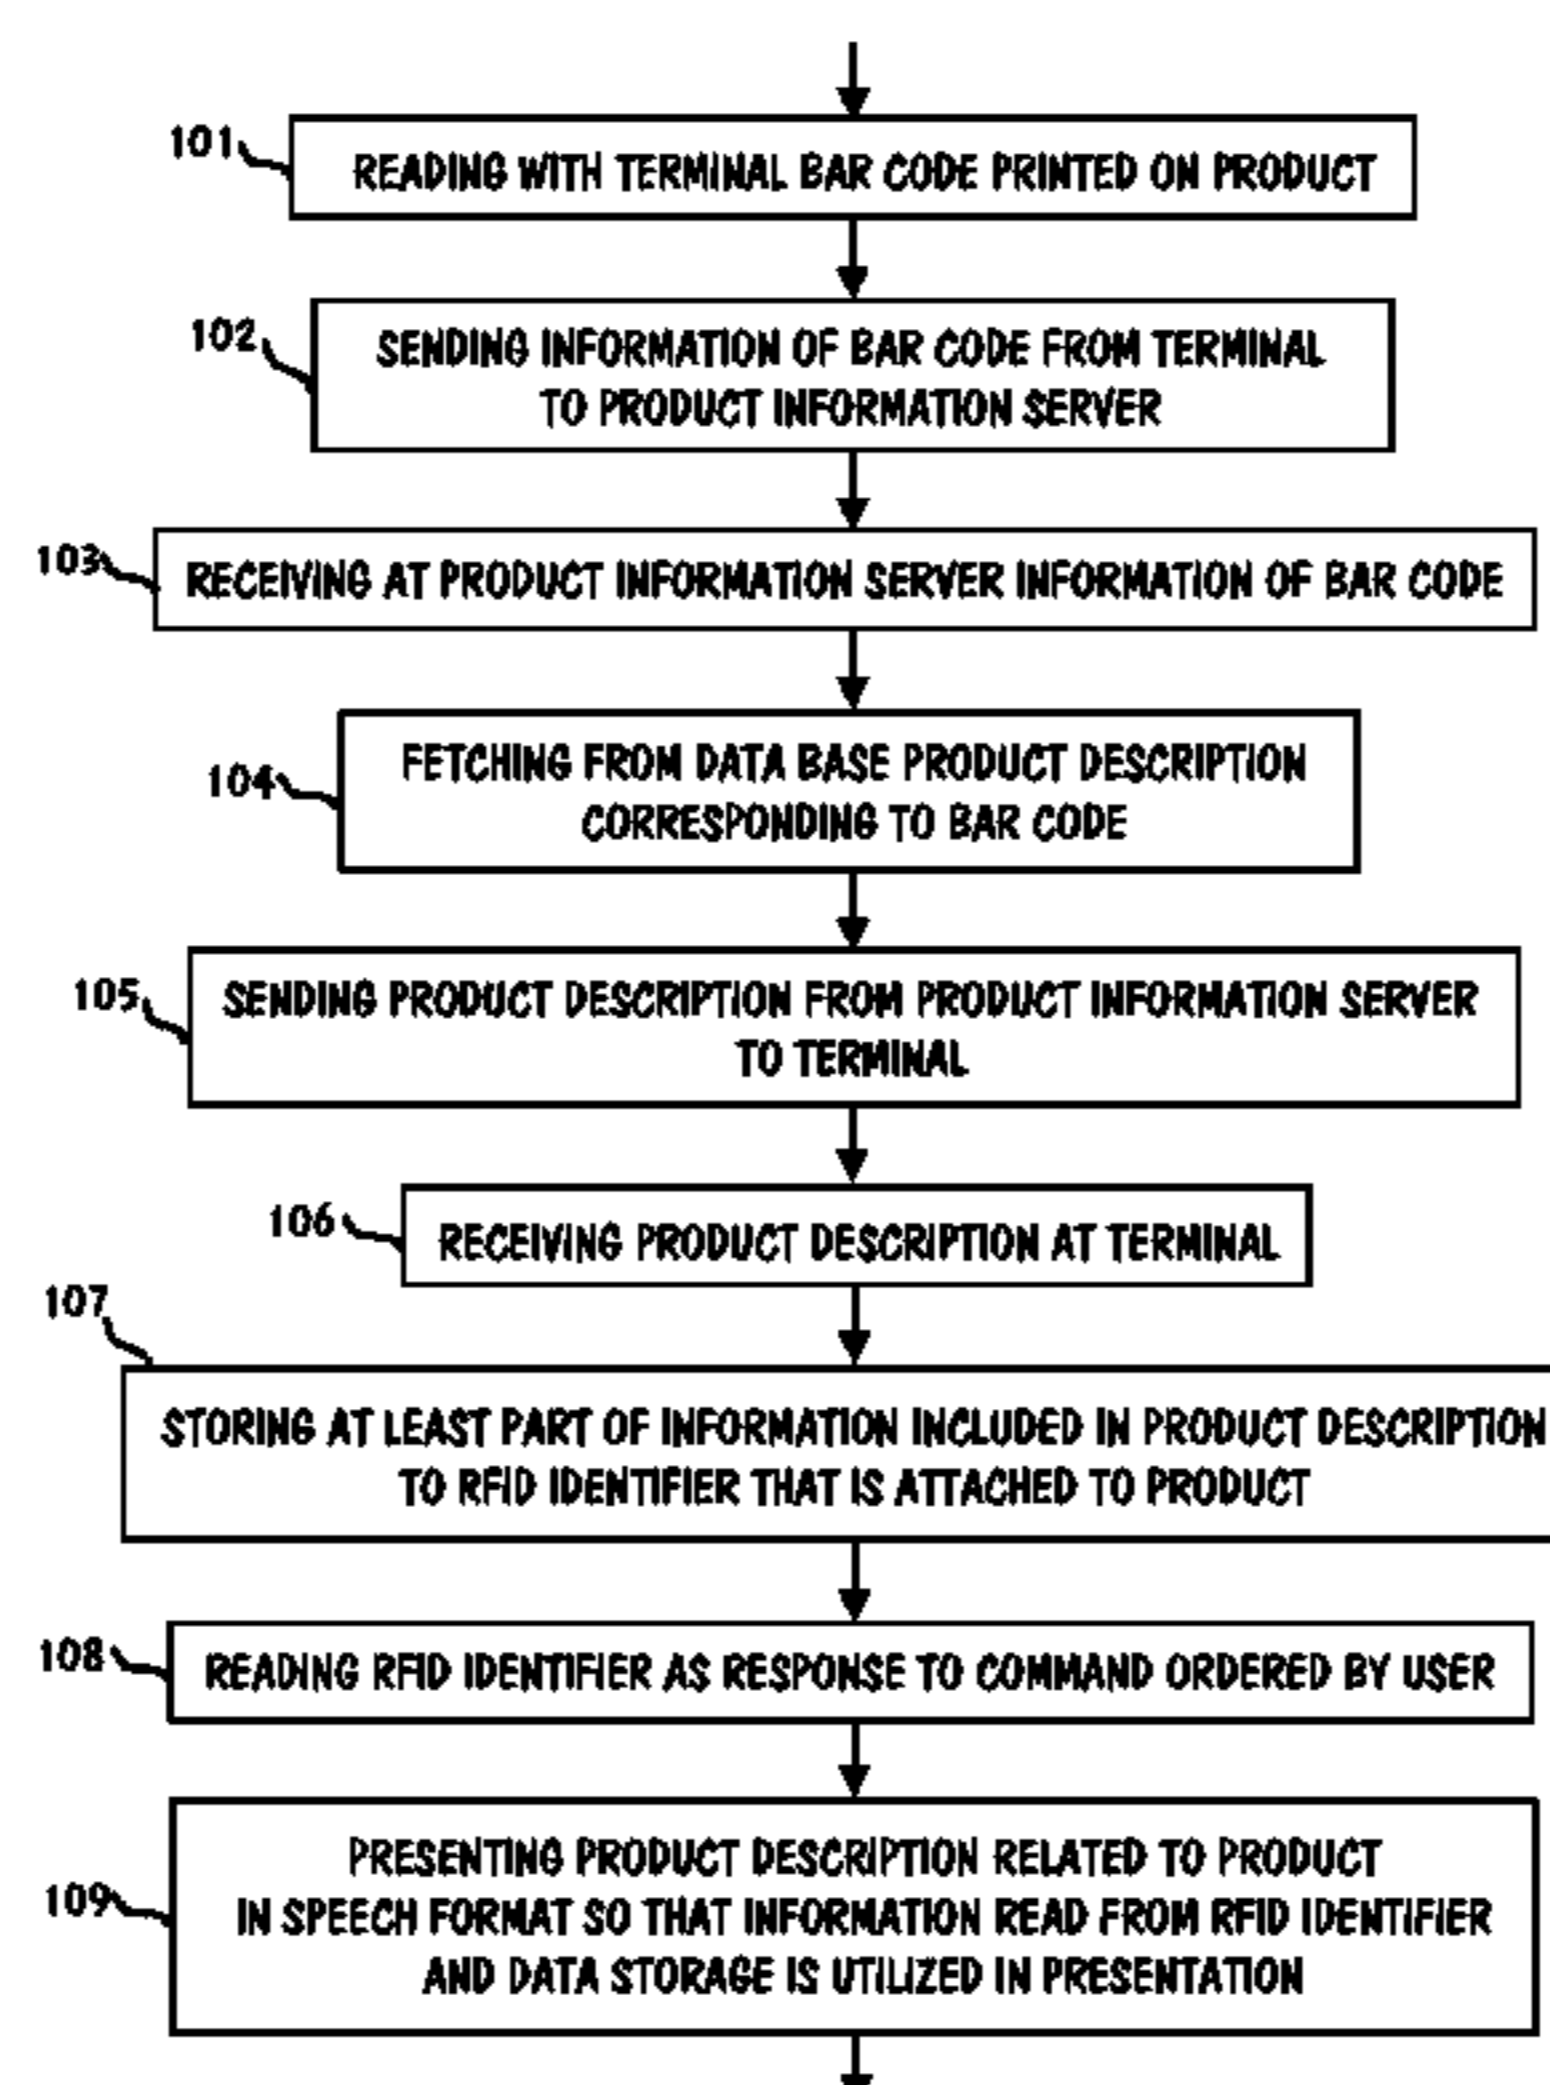 101
READING WITH TERMINAL BAR CODE PRINTED ON PRODUCT
102
SENDING INFORMATION OF BAR CODE FROM TERMINAL
TO PRODUCT INFORMATION SERVER
103
RECEIVING AT PRODUCT INFORMATION SERVER INFORMATION OF BAR CODE
104
FETCHING FROM DATA BASE PRODUCT DESCRIPTION
CORRESPONDING TO BAR CODE
105
SENDING PRODUCT DESCRIPTION FROM PRODUCT INFORMATION SERVER
TO TERMINAL
106
RECEIVING PRODUCT DESCRIPTION AT TERMINAL
107
STORING AT LEAST PART OF INFORMATION INCLUDED IN PRODUCT DESCRIPTION
TO RFID IDENTIFIER THAT IS ATTACHED TO PRODUCT
108
READING RFID IDENTIFIER AS RESPONSE TO COMMAND ORDERED BY USER
109
PRESENTING PRODUCT DESCRIPTION RELATED TO PRODUCT
IN SPEECH FORMAT SO THAT INFORMATION READ FROM RFID IDENTIFIER
AND DATA STORAGE IS UTILIZED IN PRESENTATION